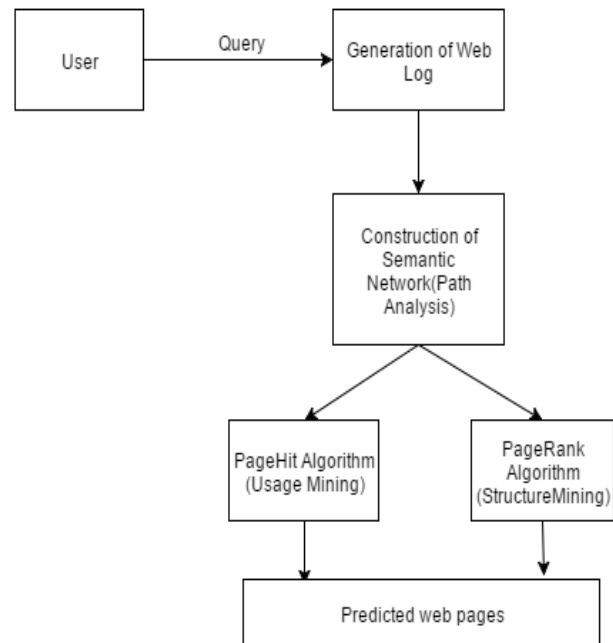 User
Query
Generation of Web
Log
Construction of
Semantic
Network(Path
Analysis)
PageHit Algorithm
(Usage Mining)
PageRank
Algorithm
(StructureMining)
Predicted web pages